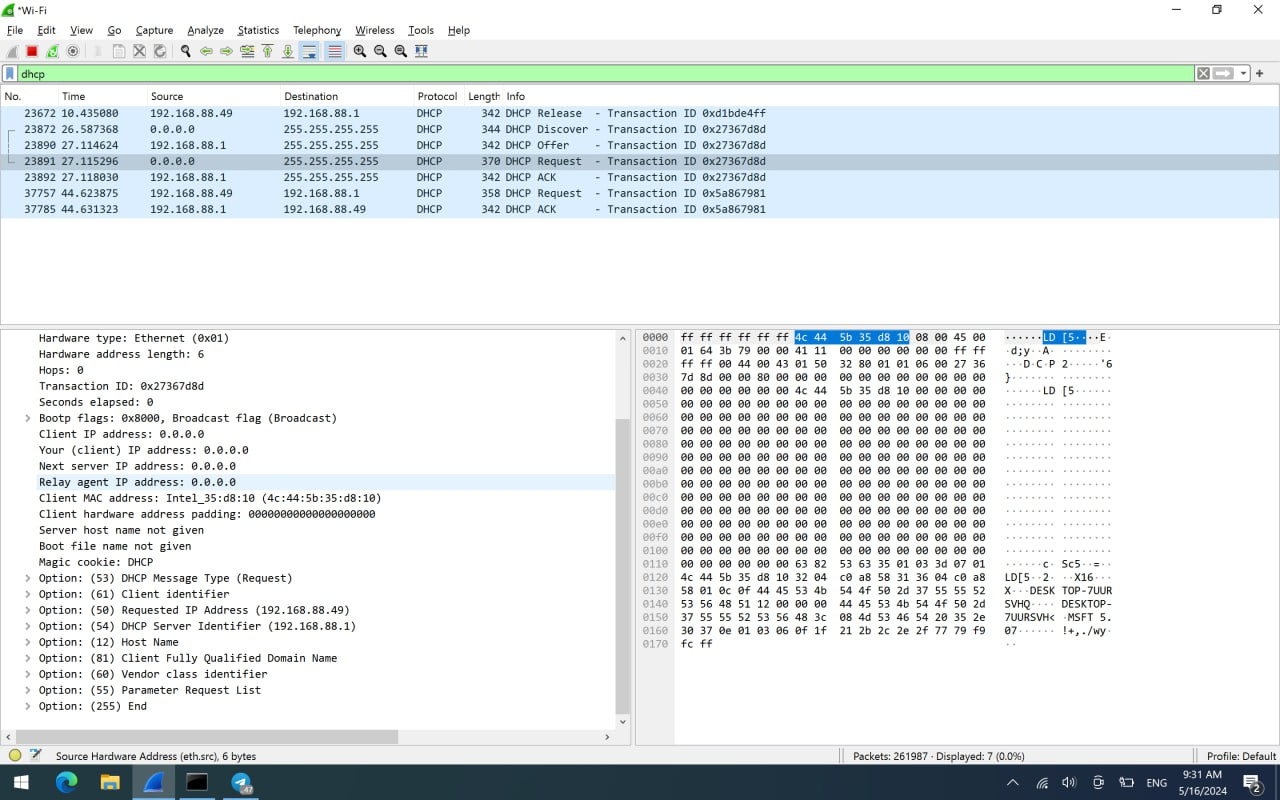 *Wi-Fi
File Edit View Go Capture Analyze Statistics Telephony Wireless Tools Help
dhcp
No. Time Source Destination Protocol Length Info
23672 10.435080 192.168.88.49 192.168.88.1 DHCP 342 DHCP Release - Transaction ID 0xd1bde4ff
23872 26.587368 0.0.0.0 255.255.255.255 DHCP 344 DHCP Discover - Transaction ID 0x27367d8d
23890 27.114624 192.168.88.1 255.255.255.255 DHCP 342 DHCP Offer - Transaction ID 0x27367d8d
23891 27.115296 0.0.0.0 255.255.255.255 DHCP 370 DHCP Request - Transaction ID 0x27367d8d
23892 27.118030 192.168.88.1 255.255.255.255 DHCP 342 DHCP ACK - Transaction ID 0x27367d8d
37757 44.623875 192.168.88.49 192.168.88.1 DHCP 358 DHCP Request - Transaction ID 0x5a867981
37785 44.631323 192.168.88.1 192.168.88.49 DHCP 342 DHCP ACK - Transaction ID 0x5a867981
Hardware type: Ethernet (0x01)
Hardware address length: 6
Hops: 0
Transaction ID: 0x27367d8d
Seconds elapsed: 0
Bootp flags: 0x8000, Broadcast flag (Broadcast)
Client IP address: 0.0.0.0
Your (client) IP address: 0.0.0.0
Next server IP address: 0.0.0.0
Relay agent IP address: 0.0.0.0
Client MAC address: Intel_35:d8:10 (4c:44:5b:35:d8:10)
Client hardware address padding: 00000000000000000000
Server host name not given
Boot file name not given
Magic cookie: DHCP
Option: (53) DHCP Message Type (Request)
Option: (61) Client identifier
Option: (50) Requested IP Address (192.168.88.49)
Option: (54) DHCP Server Identifier (192.168.88.1)
Option: (12) Host Name
Option: (81) Client Fully Qualified Domain Name
Option: (60) Vendor class identifier
Option: (55) Parameter Request List
Option: (255) End
0000 ff ff ff ff ff ff 4c 44 5b 35 d8 10 08 00 45 00 ······LD [5····E·
0010 01 64 3b 79 00 00 41 11 00 00 00 00 00 00 ff ff ·d;y··A· ········
0020 ff ff 00 44 00 43 01 50 32 80 01 01 06 00 27 36 ···D·C·P 2·····'6
0030 7d 8d 00 00 80 00 00 00 00 00 00 00 00 00 00 00 }······· ········
0040 00 00 00 00 00 00 4c 44 5b 35 d8 10 00 00 00 00 ······LD [5······
0050 00 00 00 00 00 00 00 00 00 00 00 00 00 00 00 00 ········ ········
0060 00 00 00 00 00 00 00 00 00 00 00 00 00 00 00 00 ········ ········
0070 00 00 00 00 00 00 00 00 00 00 00 00 00 00 00 00 ········ ········
0080 00 00 00 00 00 00 00 00 00 00 00 00 00 00 00 00 ········ ········
0090 00 00 00 00 00 00 00 00 00 00 00 00 00 00 00 00 ········ ········
00a0 00 00 00 00 00 00 00 00 00 00 00 00 00 00 00 00 ········ ········
00b0 00 00 00 00 00 00 00 00 00 00 00 00 00 00 00 00 ········ ········
00c0 00 00 00 00 00 00 00 00 00 00 00 00 00 00 00 00 ········ ········
00d0 00 00 00 00 00 00 00 00 00 00 00 00 00 00 00 00 ········ ········
00e0 00 00 00 00 00 00 00 00 00 00 00 00 00 00 00 00 ········ ········
00f0 00 00 00 00 00 00 00 00 00 00 00 00 00 00 00 00 ········ ········
0100 00 00 00 00 00 00 00 00 00 00 00 00 00 00 00 00 ········ ········
0110 00 00 00 00 00 00 63 82 53 63 35 01 03 3d 07 01 ······c· Sc5··=··
0120 4c 44 5b 35 d8 10 32 04 c0 a8 58 31 36 04 c0 a8 LD[5··2· ··X16···
0130 58 01 0c 0f 44 45 53 4b 54 4f 50 2d 37 55 55 52 X···DESK TOP-7UUR
0140 53 56 48 51 12 00 00 00 44 45 53 4b 54 4f 50 2d SVHQ···· DESKTOP-
0150 37 55 55 52 53 56 48 3c 08 4d 53 46 54 20 35 2e 7UURSVH< ·MSFT 5.
0160 30 37 0e 01 03 06 0f 1f 21 2b 2c 2e 2f 77 79 f9 07······ !+,./wy·
0170 fc ff ··
Source Hardware Address (eth.src), 6 bytes
Packets: 261987 · Displayed: 7 (0.0%)
Profile: Default
47
ENG
9:31 AM
5/16/2024
2